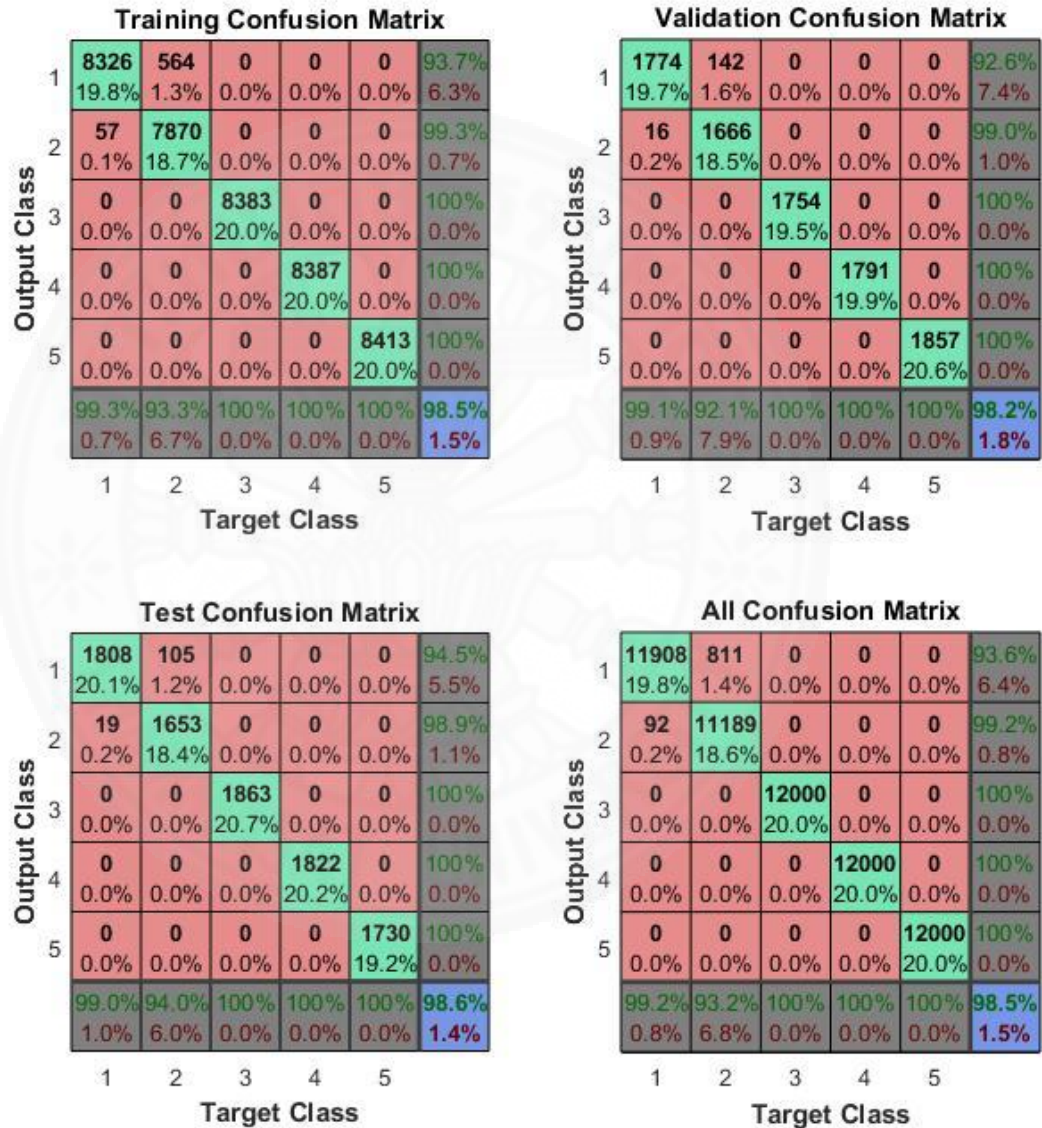 Training Confusion Matrix
8326 564 0 0 0 93.7%
1
19.8% 1.3% 0.0% 0.0% 0.0% 6.3%
57 7870 0 0 0 99.3%
2
0.1% 18.7% 0.0% 0.0% 0.0% 0.7%
0 0 8383 0 0 100%
3
0.0% 0.0% 20.0% 0.0% 0.0% 0.0%
0 0 0 8387 0 100%
4
0.0% 0.0% 0.0% 20.0% 0.0% 0.0%
0 0 0 0 8413 100%
5
0.0% 0.0% 0.0% 0.0% 20.0% 0.0%
99.3% 93.3% 100% 100% 100% 98.5%
0.7% 6.7% 0.0% 0.0% 0.0% 1.5%
1 2 3 4 5
Target Class
Output Class
Validation Confusion Matrix
1774 142 0 0 0 92.6%
1
19.7% 1.6% 0.0% 0.0% 0.0% 7.4%
16 1666 0 0 0 99.0%
2
0.2% 18.5% 0.0% 0.0% 0.0% 1.0%
0 0 1754 0 0 100%
3
0.0% 0.0% 19.5% 0.0% 0.0% 0.0%
0 0 0 1791 0 100%
4
0.0% 0.0% 0.0% 19.9% 0.0% 0.0%
0 0 0 0 1857 100%
5
0.0% 0.0% 0.0% 0.0% 20.6% 0.0%
99.1% 92.1% 100% 100% 100% 98.2%
0.9% 7.9% 0.0% 0.0% 0.0% 1.8%
1 2 3 4 5
Target Class
Output Class
Test Confusion Matrix
1808 105 0 0 0 94.5%
1
20.1% 1.2% 0.0% 0.0% 0.0% 5.5%
19 1653 0 0 0 98.9%
2
0.2% 18.4% 0.0% 0.0% 0.0% 1.1%
0 0 1863 0 0 100%
3
0.0% 0.0% 20.7% 0.0% 0.0% 0.0%
0 0 0 1822 0 100%
4
0.0% 0.0% 0.0% 20.2% 0.0% 0.0%
0 0 0 0 1730 100%
5
0.0% 0.0% 0.0% 0.0% 19.2% 0.0%
99.0% 94.0% 100% 100% 100% 98.6%
1.0% 6.0% 0.0% 0.0% 0.0% 1.4%
1 2 3 4 5
Target Class
Output Class
All Confusion Matrix
11908 811 0 0 0 93.6%
1
19.8% 1.4% 0.0% 0.0% 0.0% 6.4%
92 11189 0 0 0 99.2%
2
0.2% 18.6% 0.0% 0.0% 0.0% 0.8%
0 0 12000 0 0 100%
3
0.0% 0.0% 20.0% 0.0% 0.0% 0.0%
0 0 0 12000 0 100%
4
0.0% 0.0% 0.0% 20.0% 0.0% 0.0%
0 0 0 0 12000 100%
5
0.0% 0.0% 0.0% 0.0% 20.0% 0.0%
99.2% 93.2% 100% 100% 100% 98.5%
0.8% 6.8% 0.0% 0.0% 0.0% 1.5%
1 2 3 4 5
Target Class
Output Class